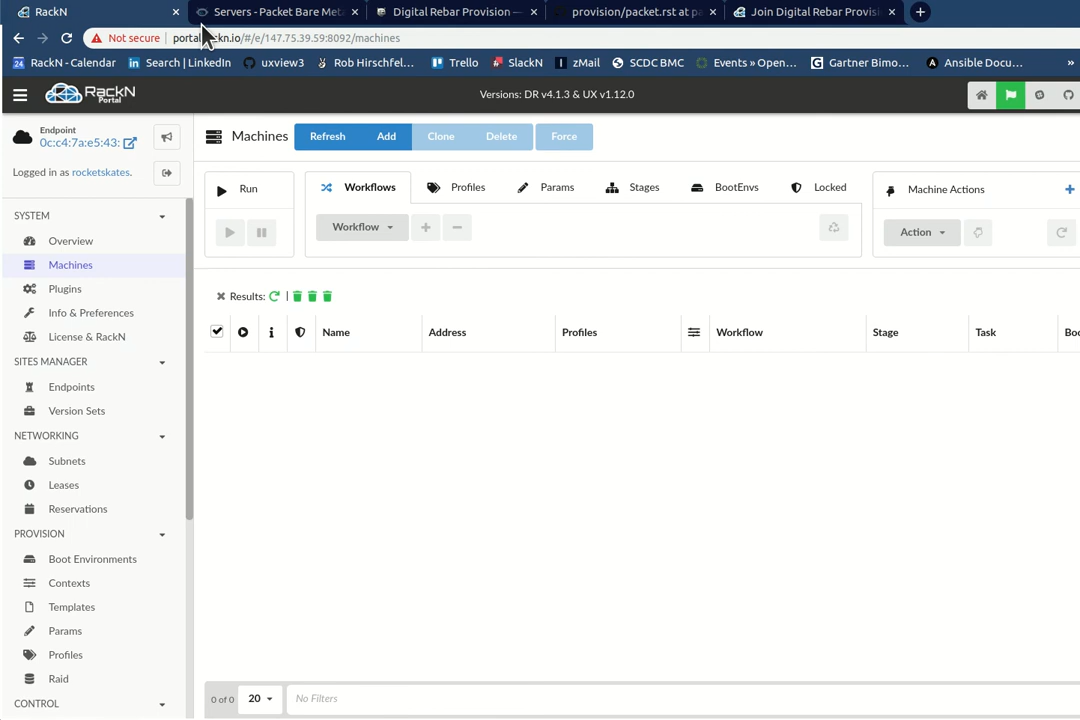 RackN
Servers - Packet Bare Meta
Digital Rebar Provision —
provision/packet.rst at pa
Join Digital Rebar Provisi
Not secure
kn.io/#/e/147.75.39.59:8092/machines
RackN - Calendar
Search | LinkedIn
uxview3
Rob Hirschfel...
Trello
SlackN
zMail
SCDC BMC
Events » Open...
Gartner Bimo...
Ansible Docu...
»
RackN
Portal
Versions: DR v4.1.3 & UX v1.12.0
Endpoint
0c:c4:7a:e5:43:
Logged in as rocketskates.
Machines
Refresh
Add
Clone
Delete
Force
Run
Workflows
Profiles
Params
Stages
BootEnvs
Locked
Machine Actions
Workflow
Action
SYSTEM
Overview
Machines
Plugins
Info & Preferences
License & RackN
SITES MANAGER
Endpoints
Version Sets
NETWORKING
Subnets
Leases
Reservations
PROVISION
Boot Environments
Contexts
Templates
Params
Profiles
Raid
CONTROL
Results: |
Name
Address
Profiles
Workflow
Stage
Task
Boo
0 of 0
20
No Filters